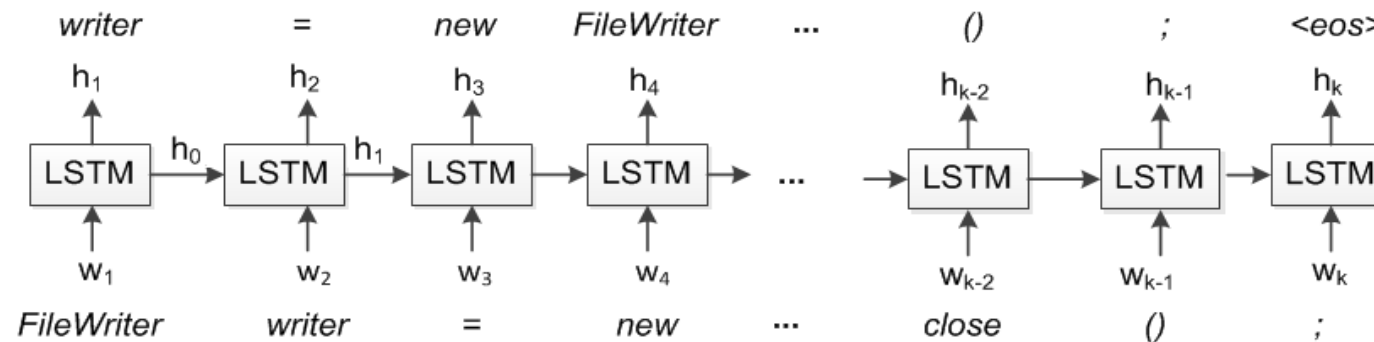 writer = new FileWriter ... () ; <eos>
h1 h2 h3 h4 hk-2 hk-1 hk
h0 h1
LSTM LSTM LSTM LSTM ... LSTM LSTM LSTM
w1 w2 w3 w4 wk-2 wk-1 wk
FileWriter writer = new ... close () ;